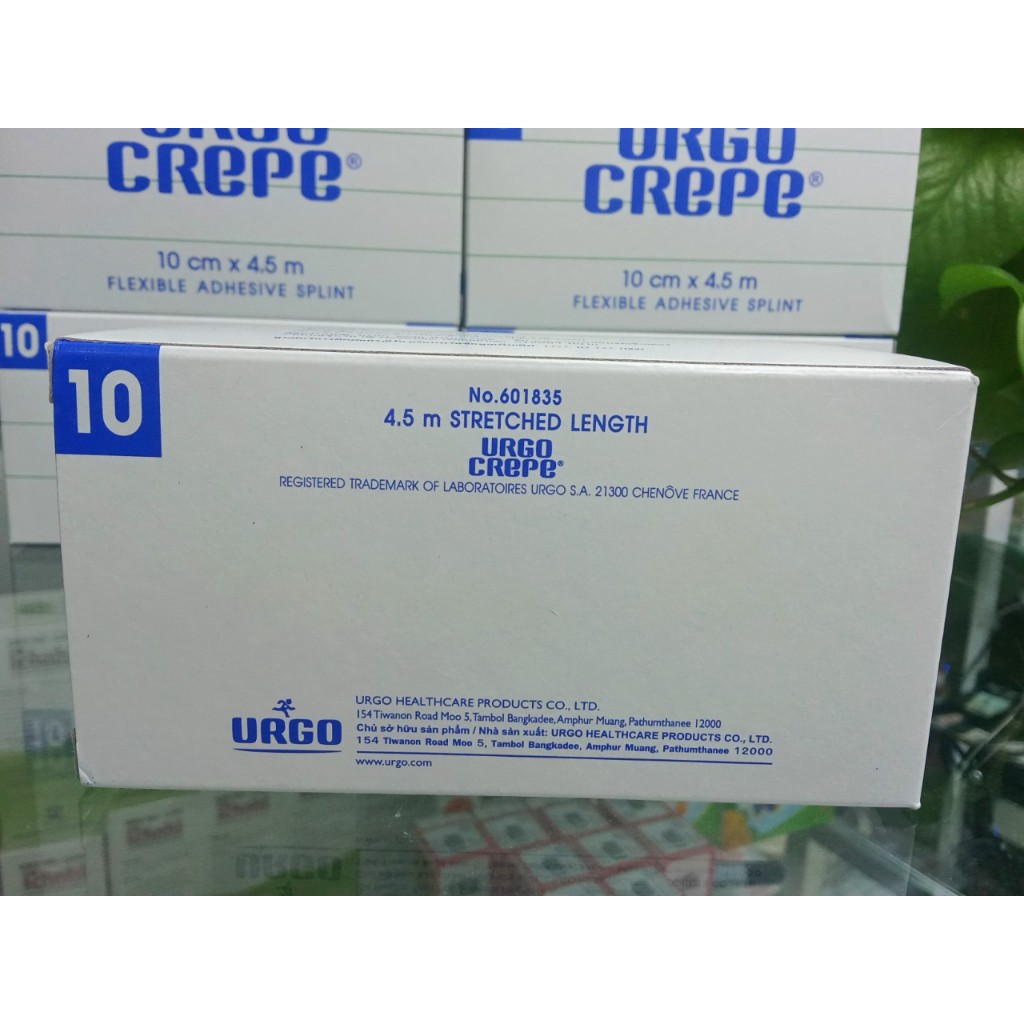 URGO
CRePe®
10 cm x 4.5 m
FLEXIBLE ADHESIVE SPLINT
URGO
CRePe®
10 cm x 4.5 m
FLEXIBLE ADHESIVE SPLINT
10
10
No.601835
4.5 m STRETCHED LENGTH
URGO
CRePe®
REGISTERED TRADEMARK OF LABORATOIRES URGO S.A. 21300 CHENÔVE FRANCE
URGO
URGO HEALTHCARE PRODUCTS CO., LTD.
154 Tiwanon Road Moo 5, Tambol Bangkadee, Amphur Muang, Pathumthanee 12000
Chủ sở hữu sản phẩm / Nhà sản xuất: URGO HEALTHCARE PRODUCTS CO., LTD.
154 Tiwanon Road Moo 5, Tambol Bangkadee, Amphur Muang, Pathumthanee 12000
www.urgo.com